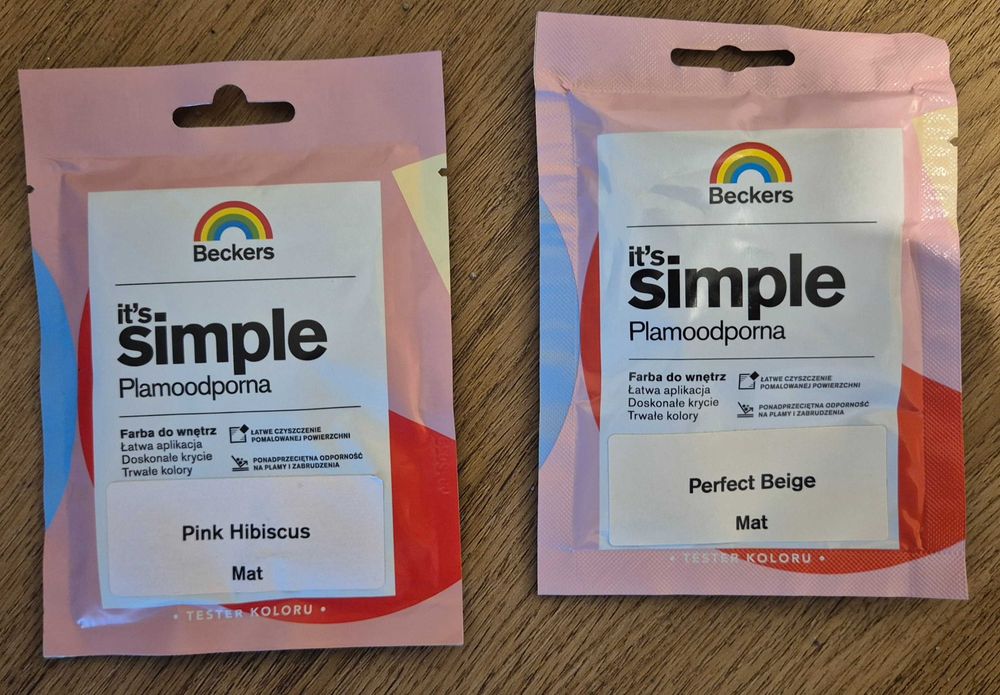 Beckers
it's
simple
Plamoodporna
Farba do wnętrz
Łatwa aplikacja
Doskonałe krycie
Trwałe kolory
ŁATWE CZYSZCZENIE
POMALOWANEJ POWIERZCHNI
PONADPRZECIĘTNA ODPORNOŚĆ
NA PLAMY I ZABRUDZENIA
Pink Hibiscus
Mat
• TESTER KOLORU •
Beckers
it's
simple
Plamoodporna
Farba do wnętrz
Łatwa aplikacja
Doskonałe krycie
Trwałe kolory
ŁATWE CZYSZCZENIE
POMALOWANEJ POWIERZCHNI
PONADPRZECIĘTNA ODPORNOŚĆ
NA PLAMY I ZABRUDZENIA
Perfect Beige
Mat
• TESTER KOLORU •